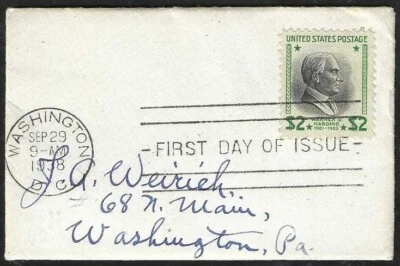 UNITED STATES POSTAGE
WARREN G.
HARDING
1921-1923
$2 $2
WASHINGTON
SEP 29
9-AM
1938
D.C.
FIRST DAY OF ISSUE
J. A. Weirich,
68 N. Main,
Washington, Pa.